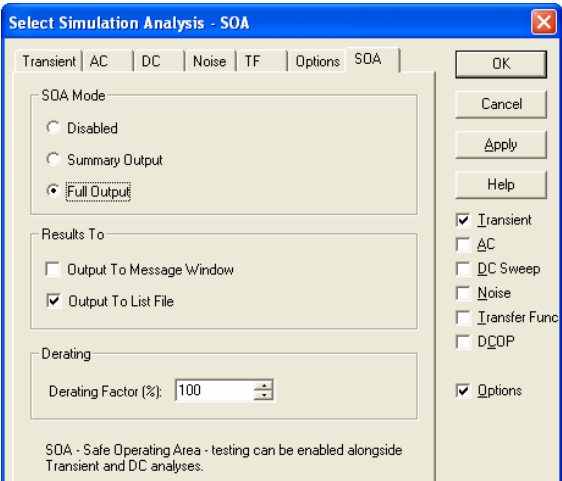 Select Simulation Analysis - SOA
Transient AC DC Noise TF Options SOA
SOA Mode
Disabled
Summary Output
Full Output
Results To
Output To Message Window
Output To List File
Derating
Derating Factor (%): 100
SOA - Safe Operating Area - testing can be enabled alongside
Transient and DC analyses.
OK
Cancel
Apply
Help
Transient
AC
DC Sweep
Noise
Transfer Func
DCOP
Options